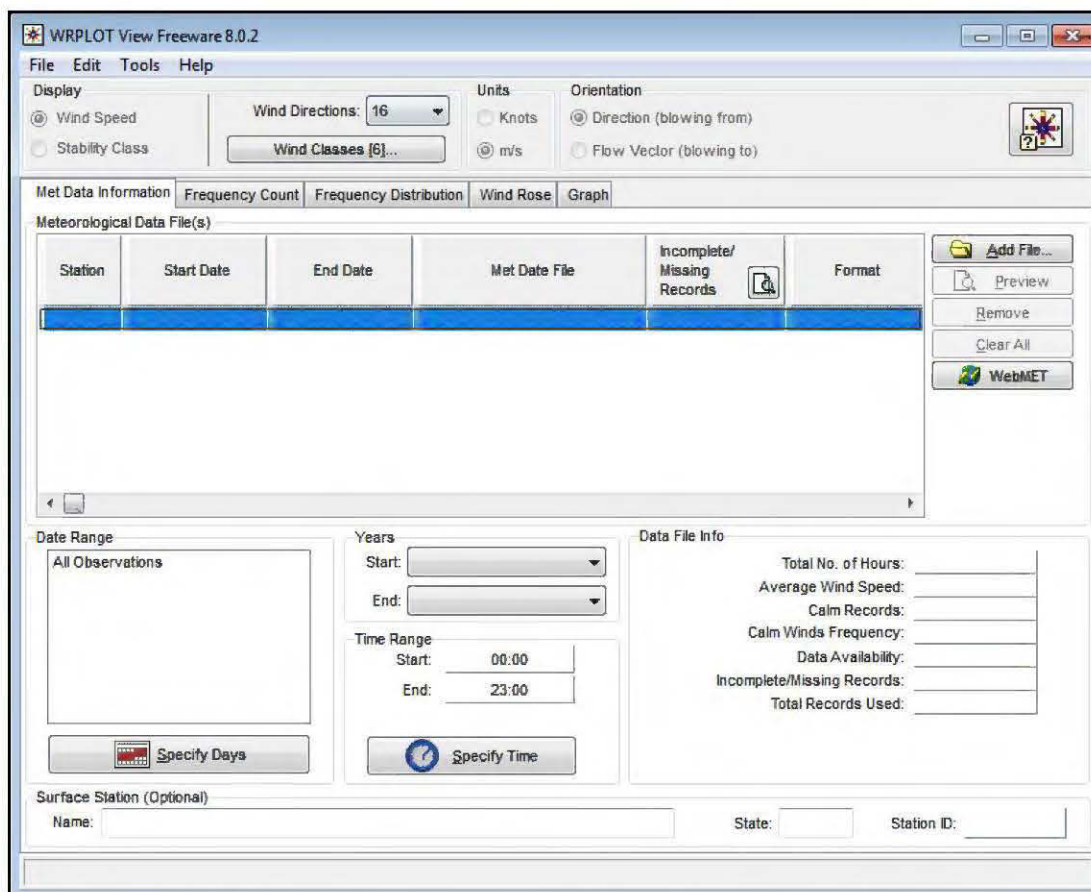 WRPLOT View Freeware 8.0.2
File Edit Tools Help
Display Units Orientation
Wind Speed Wind Directions: 16 Knots Direction (blowing from)
Stability Class Wind Classes [6]... m/s Flow Vector (blowing to)
?
Met Data Information Frequency Count Frequency Distribution Wind Rose Graph
Meteorological Data File(s)
Station Start Date End Date Met Date File Incomplete/
Missing
Records Format
Add File...
Preview
Remove
Clear All
WebMET
Date Range
All Observations
Specify Days
Years
Start:
End:
Time Range
Start: 00:00
End: 23:00
Specify Time
Data File Info
Total No. of Hours:
Average Wind Speed:
Calm Records:
Calm Winds Frequency:
Data Availability:
Incomplete/Missing Records:
Total Records Used:
Surface Station (Optional)
Name: State: Station ID: